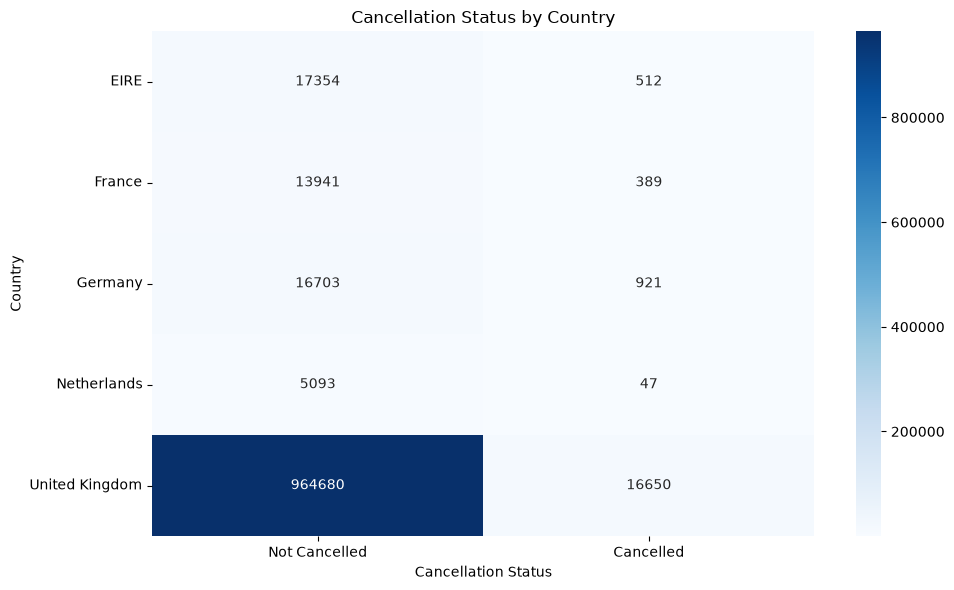 Cancellation Status by Country
Country
EIRE 17354 512
France 13941 389
Germany 16703 921
Netherlands 5093 47
United Kingdom 964680 16650
Not Cancelled Cancelled
Cancellation Status
800000
600000
400000
200000